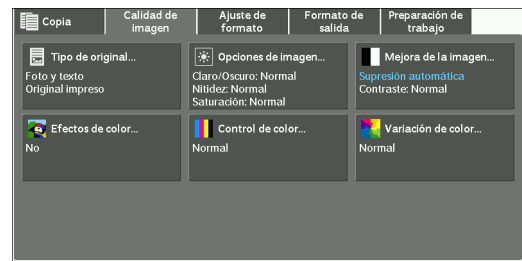 Copia
Calidad de
imagen
Ajuste de
formato
Formato de
salida
Preparación de
trabajo
Tipo de original...
Foto y texto
Original impreso
Opciones de imagen...
Claro/Oscuro: Normal
Nitidez: Normal
Saturación: Normal
Mejora de la imagen...
Supresión automática
Contraste: Normal
Efectos de color...
No
Control de color...
Normal
Variación de color...
Normal